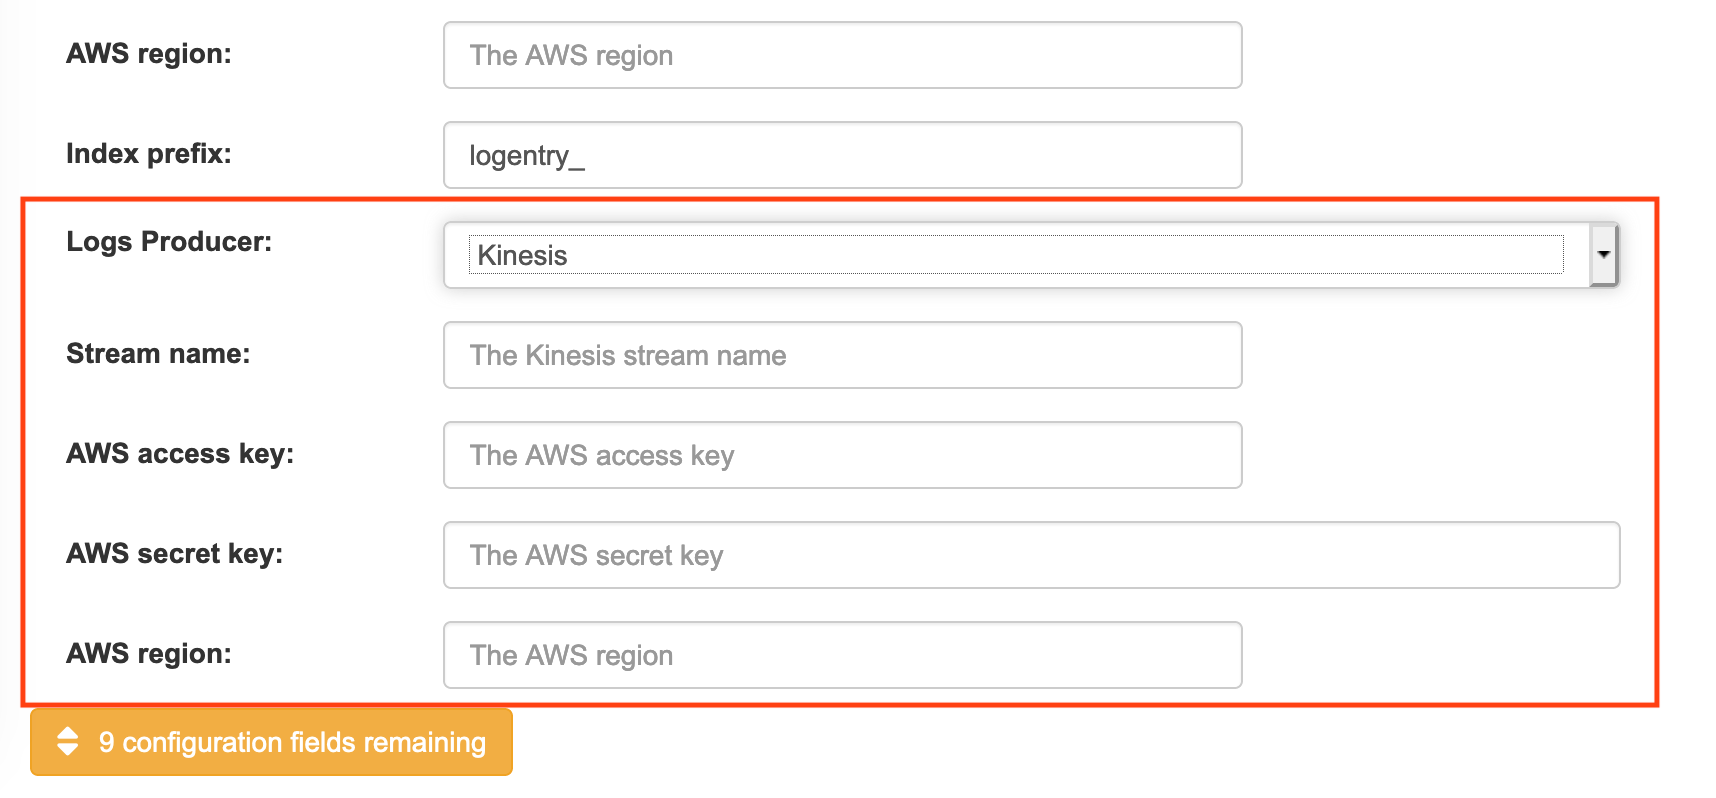 AWS region: The AWS region
Index prefix: logentry_
Logs Producer: Kinesis
Stream name: The Kinesis stream name
AWS access key: The AWS access key
AWS secret key: The AWS secret key
AWS region: The AWS region
9 configuration fields remaining